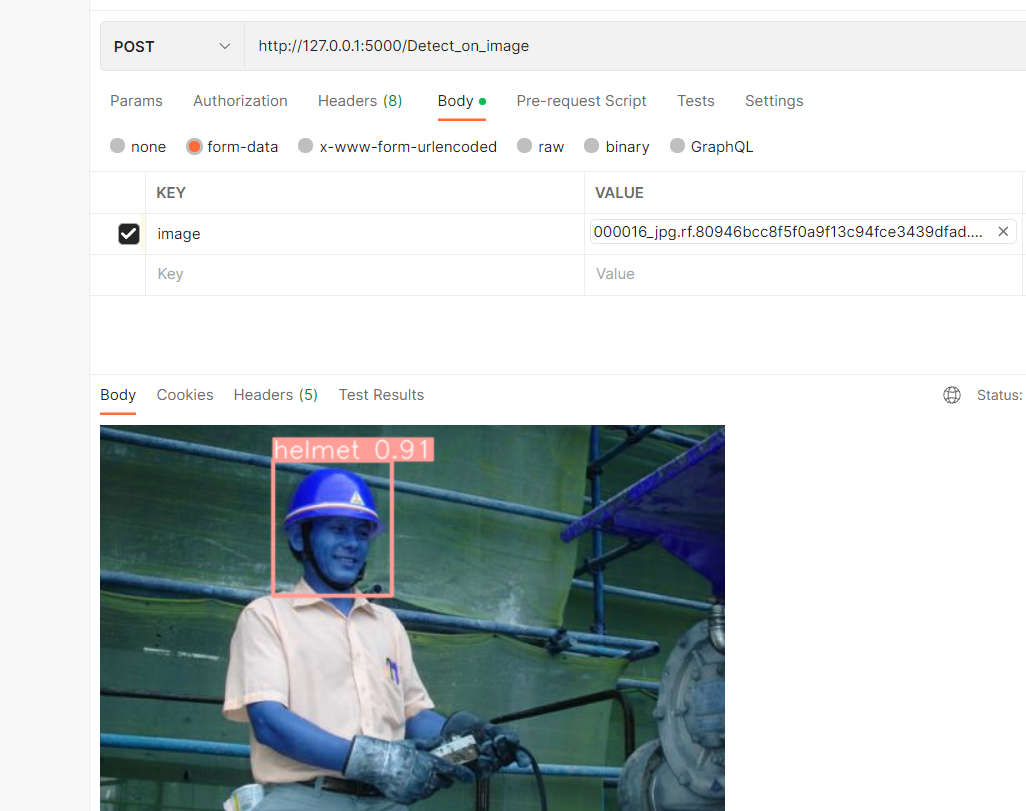 POST http://127.0.0.1:5000/Detect_on_image
Params Authorization Headers (8) Body Pre-request Script Tests Settings
none form-data x-www-form-urlencoded raw binary GraphQL
KEY VALUE
image 000016_jpg.rf.80946bcc8f5f0a9f13c94fce3439dfad....
Key Value
Body Cookies Headers (5) Test Results Status:
helmet 0.91